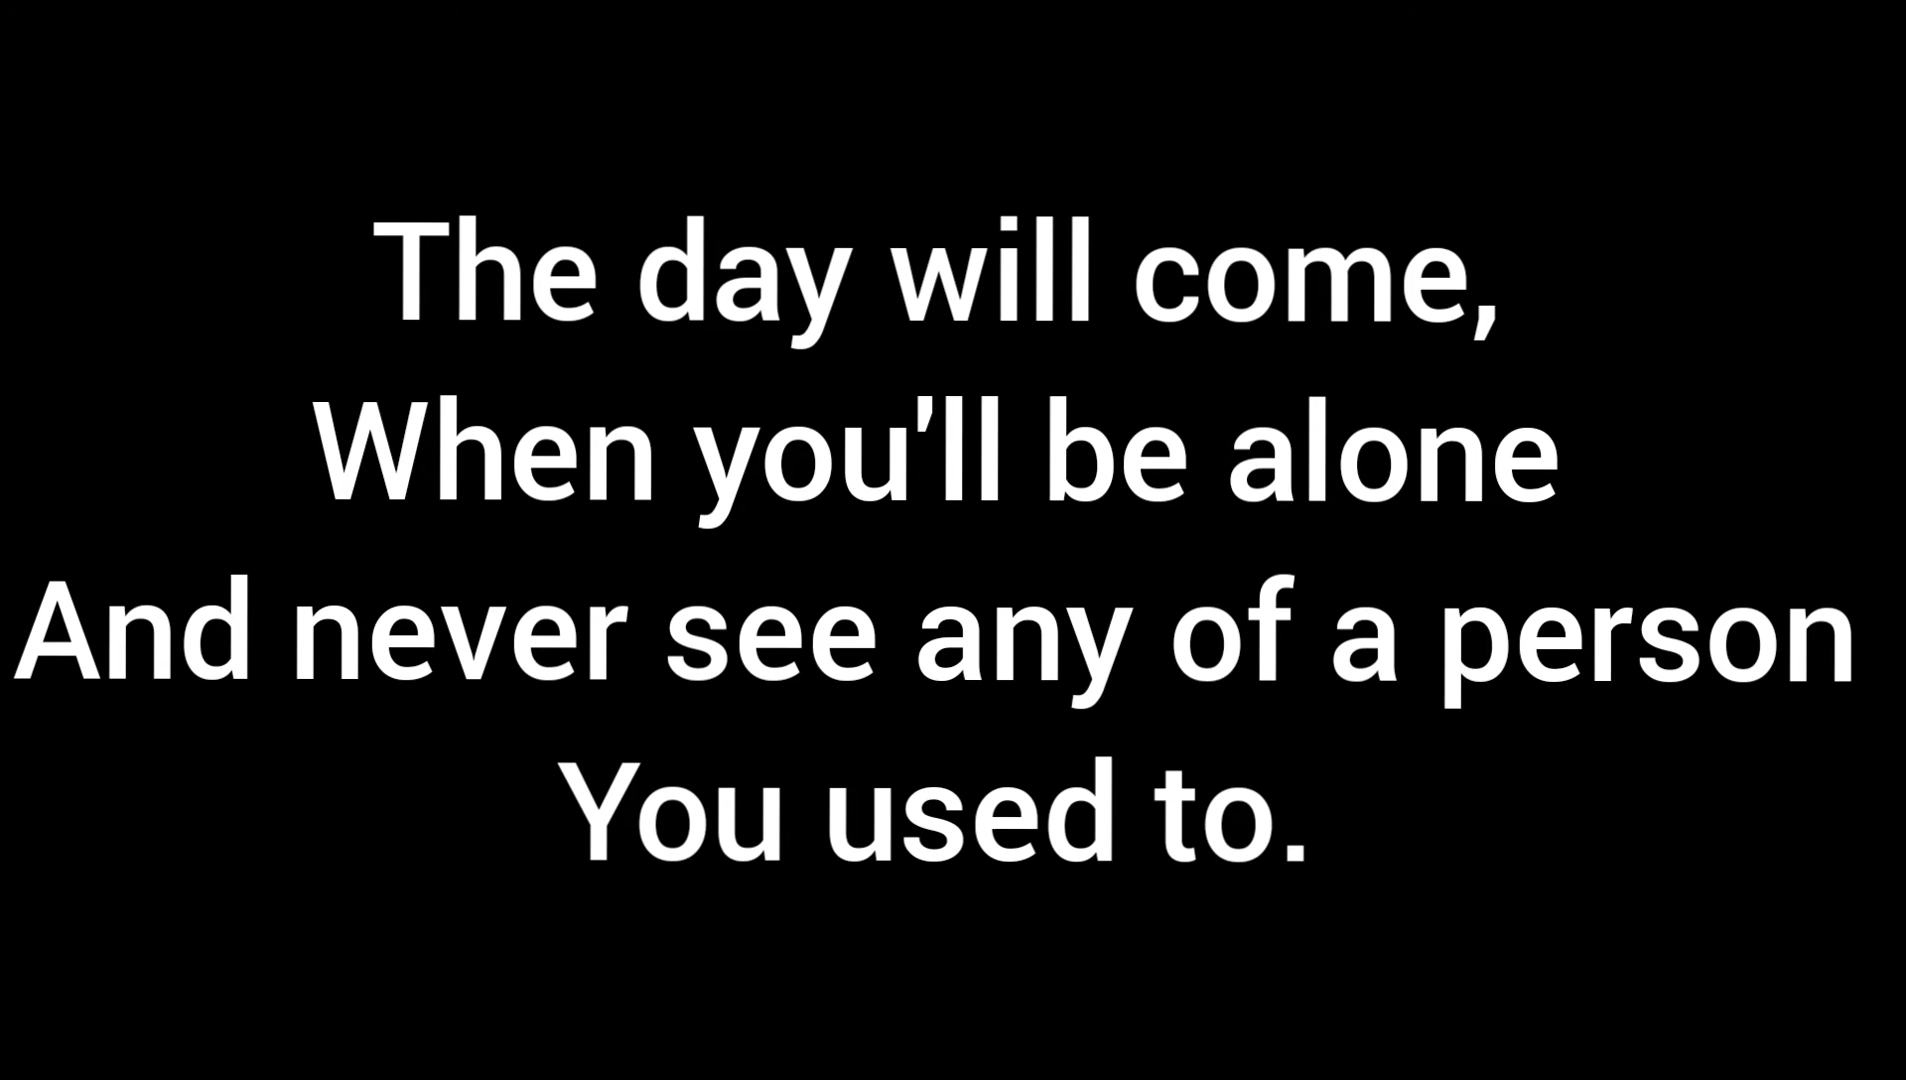 The day will come,
When you'll be alone
And never see any of a person
You used to.